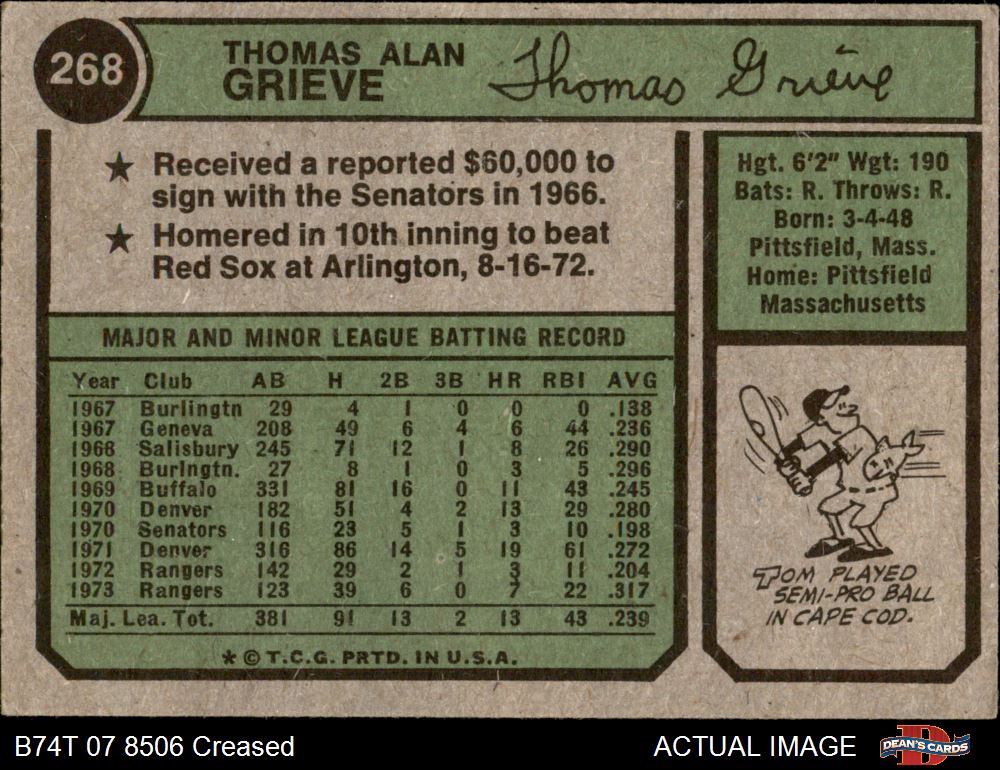 268
THOMAS ALAN
GRIEVE
Thomas Grieve
★ Received a reported $60,000 to
sign with the Senators in 1966.
★ Homered in 10th inning to beat
Red Sox at Arlington, 8-16-72.
MAJOR AND MINOR LEAGUE BATTING RECORD
Year Club AB H 2B 3B HR RBI AVG
1967 Burlingtn 29 4 1 0 0 0 .138
1967 Geneva 208 49 6 4 6 44 .236
1968 Salisbury 245 71 12 1 8 26 .290
1968 Burlngtn. 27 8 1 0 3 5 .296
1969 Buffalo 331 81 16 0 11 43 .245
1970 Denver 182 51 4 2 13 29 .280
1970 Senators 116 23 5 1 3 10 .198
1971 Denver 316 86 14 5 19 61 .272
1972 Rangers 142 29 2 1 3 11 .204
1973 Rangers 123 39 6 0 7 22 .317
Maj. Lea. Tot. 381 91 13 2 13 43 .239
* © T.C.G. PRTD. IN U.S.A.
Hgt. 6'2" Wgt: 190
Bats: R. Throws: R.
Born: 3-4-48
Pittsfield, Mass.
Home: Pittsfield
Massachusetts
TOM PLAYED
SEMI-PRO BALL
IN CAPE COD.
B74T 07 8506 Creased
ACTUAL IMAGE
DEAN'S CARDS